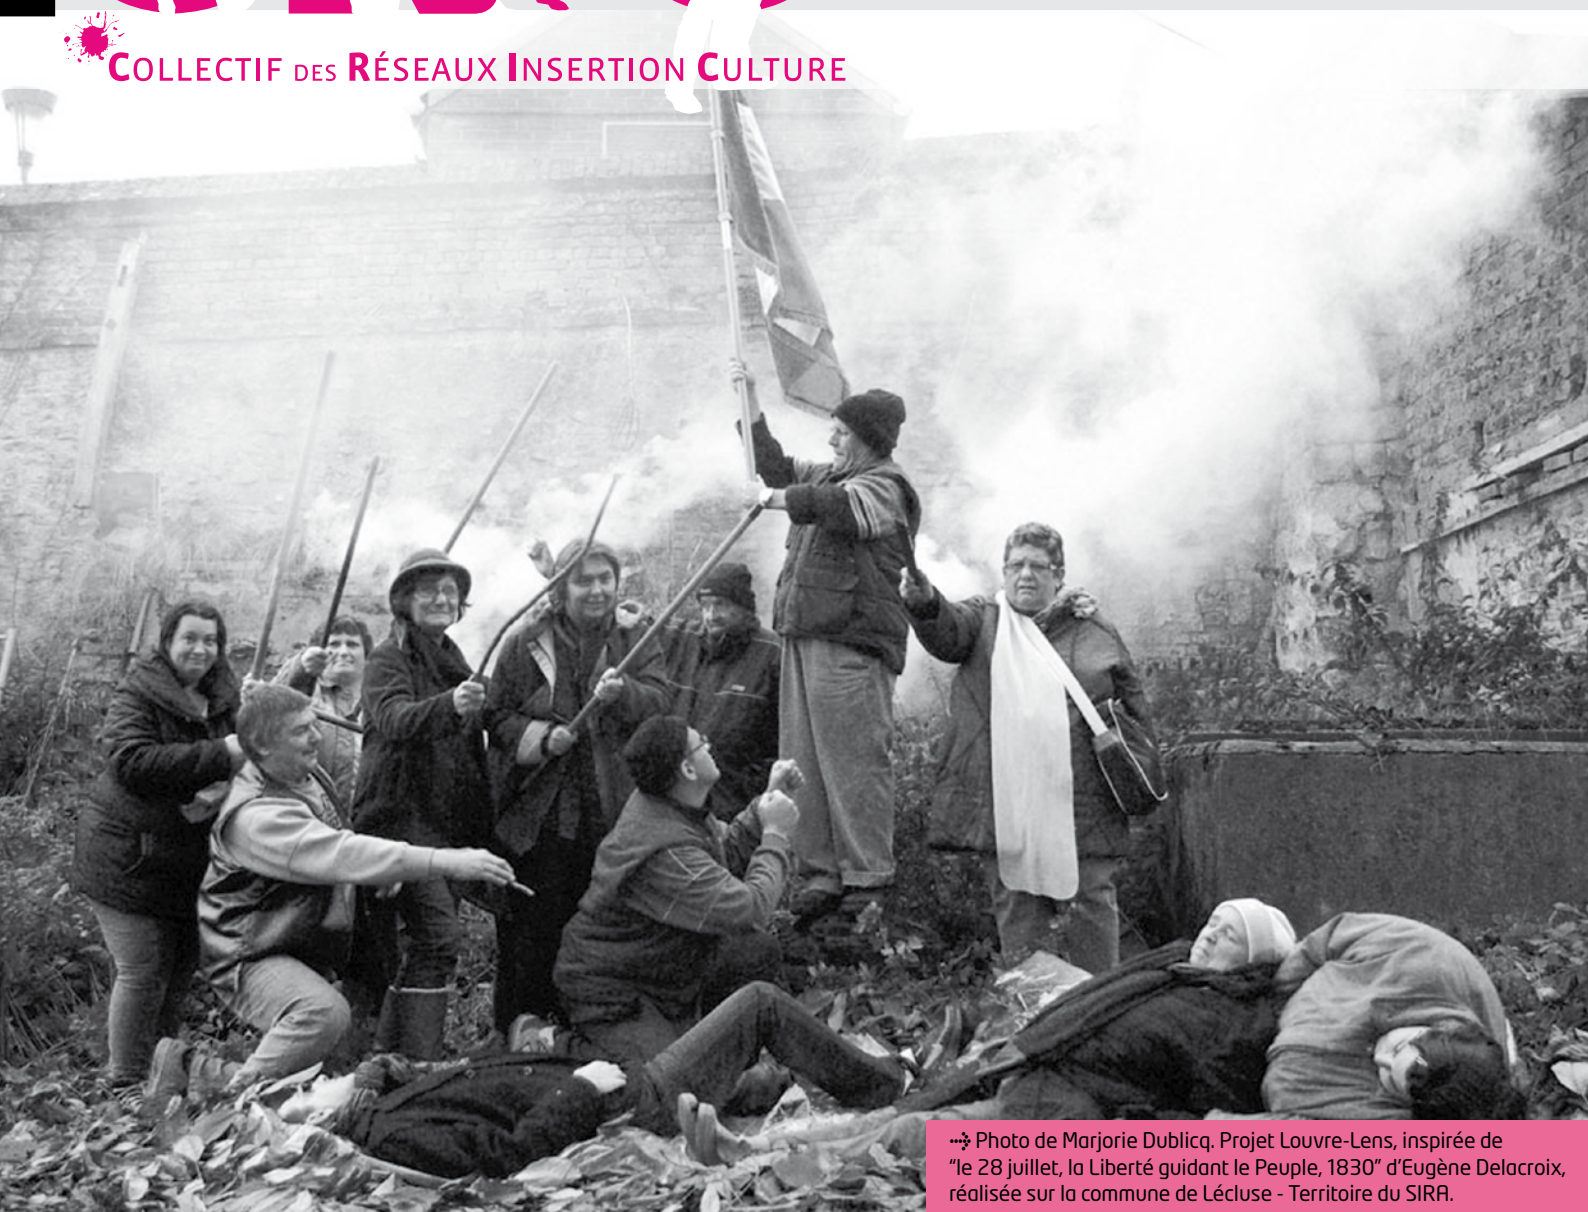 COLLECTIF DES RÉSEAUX INSERTION CULTURE
Photo de Marjorie Dublicq. Projet Louvre-Lens, inspirée de
“le 28 juillet, la Liberté guidant le Peuple, 1830” d’Eugène Delacroix,
réalisée sur la commune de Lécluse - Territoire du SIRA.